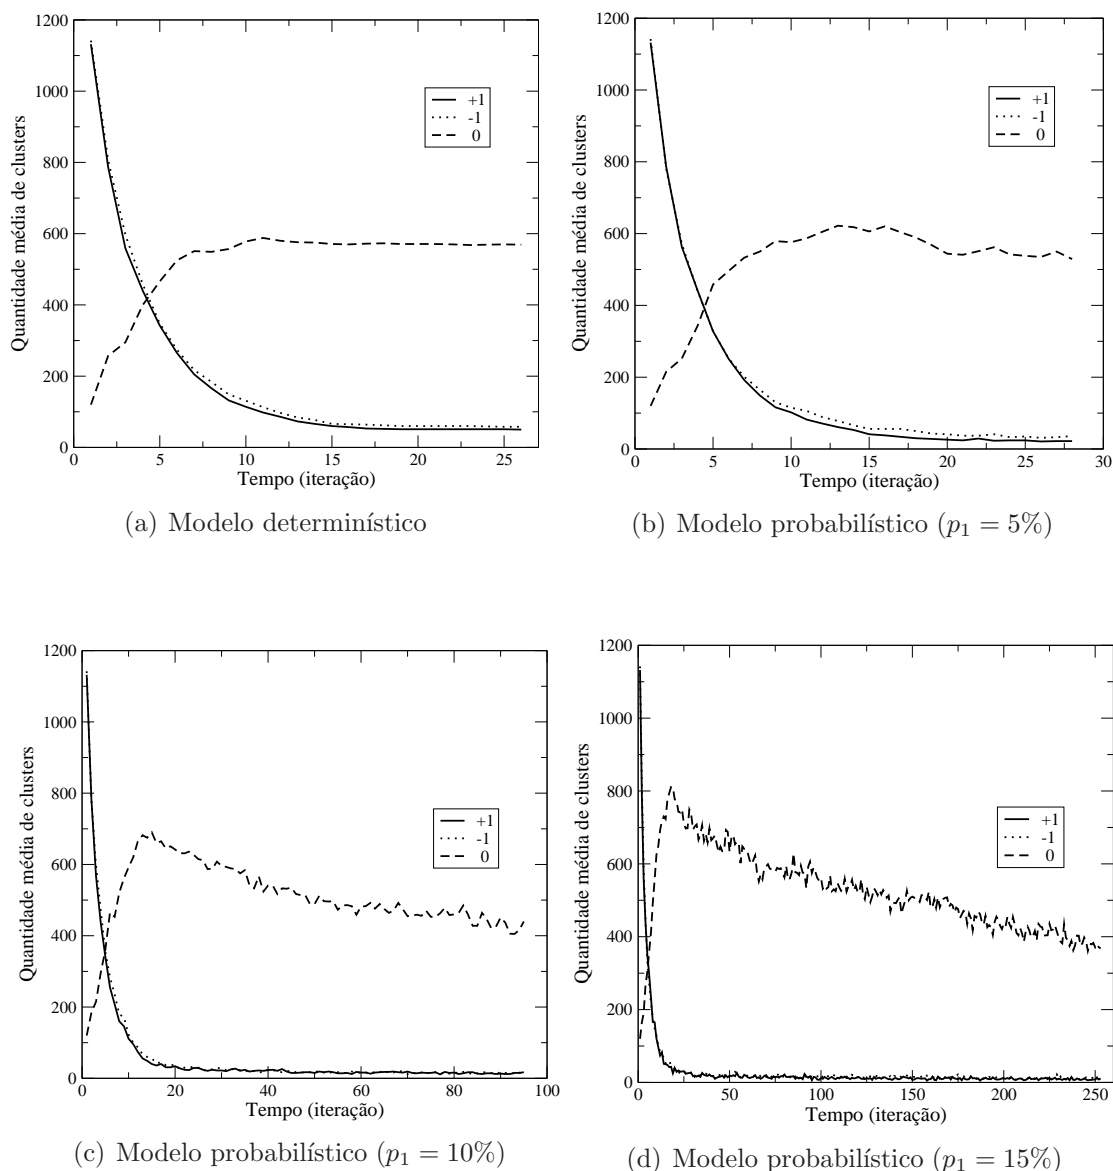 1200
1000
800
600
400
200
0
Quantidade média de clusters
+1
-1
0
0 5 10 15 20 25
Tempo (iteração)
(a) Modelo determinístico
1200
1000
800
600
400
200
0
Quantidade média de clusters
+1
-1
0
0 5 10 15 20 25 30
Tempo (iteração)
(b) Modelo probabilístico (p₁ = 5%)
1200
1000
800
600
400
200
0
Quantidade média de clusters
+1
-1
0
0 20 40 60 80 100
Tempo (iteração)
(c) Modelo probabilístico (p₁ = 10%)
1200
1000
800
600
400
200
0
Quantidade média de clusters
+1
-1
0
0 50 100 150 200 250
Tempo (iteração)
(d) Modelo probabilístico (p₁ = 15%)